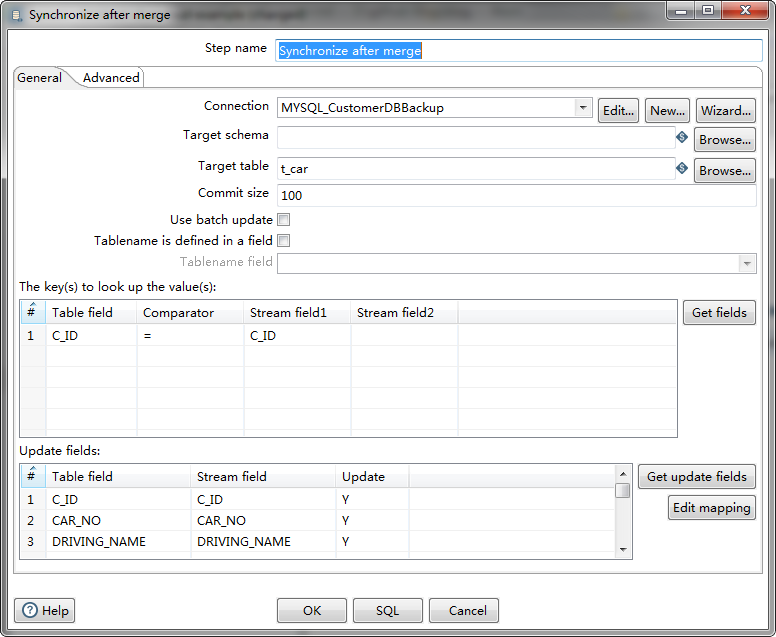 Synchronize after merge
Step name Synchronize after merge
General Advanced
Connection MYSQL_CustomerDBBackup Edit... New... Wizard...
Target schema Browse...
Target table t_car Browse...
Commit size 100
Use batch update
Tablename is defined in a field
Tablename field
The key(s) to look up the value(s):
# Table field Comparator Stream field1 Stream field2 Get fields
1 C_ID = C_ID
Update fields:
# Table field Stream field Update Get update fields
1 C_ID C_ID Y
Edit mapping
2 CAR_NO CAR_NO Y
3 DRIVING_NAME DRIVING_NAME Y
Help OK SQL Cancel